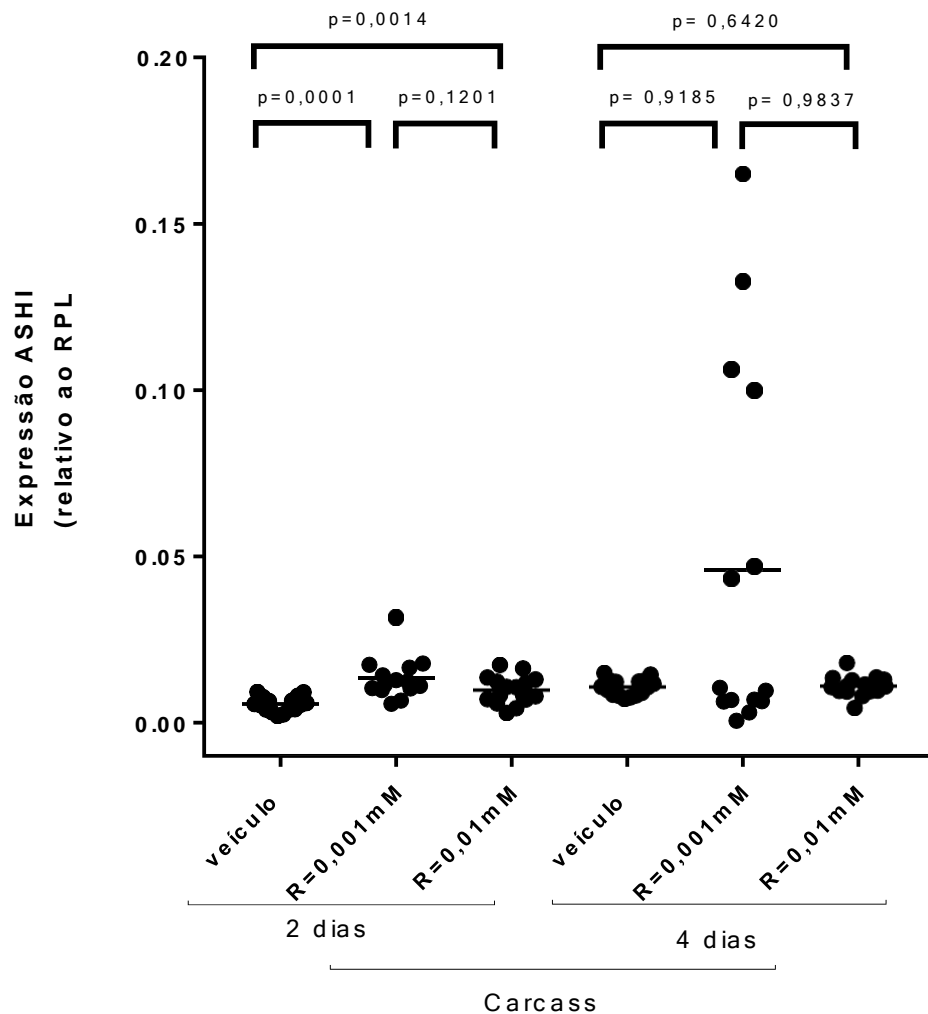 p=0,0014
p= 0,6420
p=0,0001
p=0,1201
p= 0,9185
p= 0,9837
0.20
0.15
0.10
0.05
0.00
Expressão ASHI
(relativo ao RPL
veículo
R=0,001mM
R=0,01mM
veículo
R=0,001mM
R=0,01mM
2 dias
4 dias
Carcass